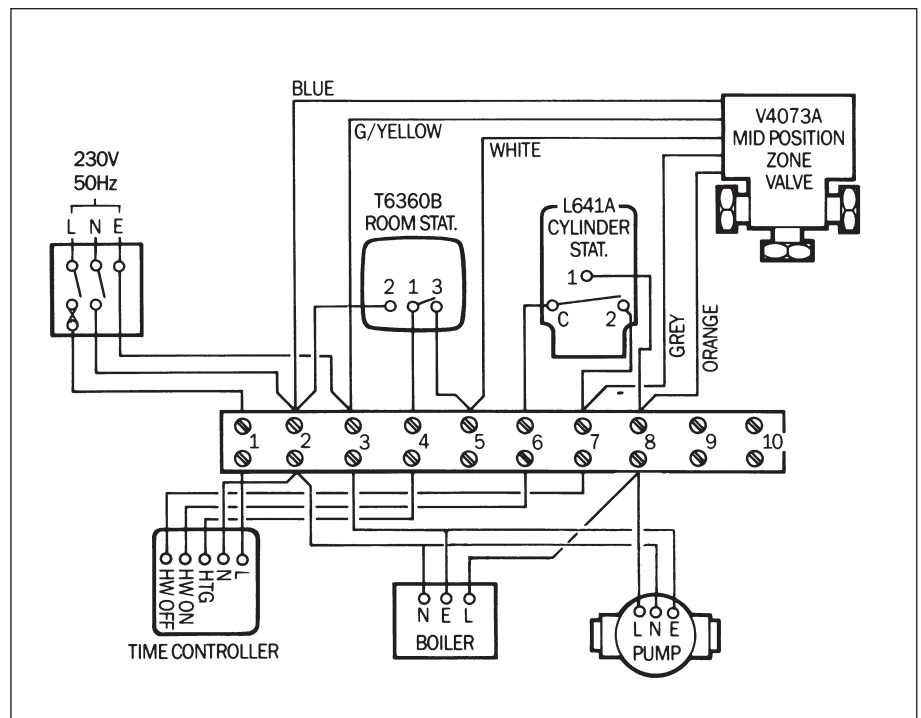 BLUE
G/YELLOW
WHITE
V4073A
MID POSITION
ZONE
VALVE
230V
50Hz
L N E
T6360B
ROOM STAT.
2 1 3
L641A
CYLINDER
STAT.
1
C 2
GREY
ORANGE
1 2 3 4 5 6 7 8 9 10
HW OFF
HW ON
HTG
N
L
TIME CONTROLLER
N E L
BOILER
L N E
PUMP